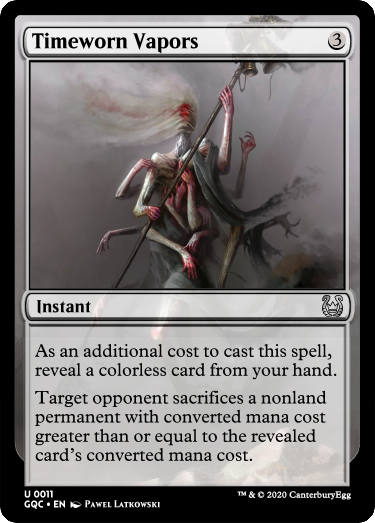 Timeworn Vapors 3
Instant
As an additional cost to cast this spell,
reveal a colorless card from your hand.
Target opponent sacrifices a nonland
permanent with converted mana cost
greater than or equal to the revealed
card's converted mana cost.
U 0011
GQC • EN Pawel Latkowski
™ & © 2020 CanterburyEgg